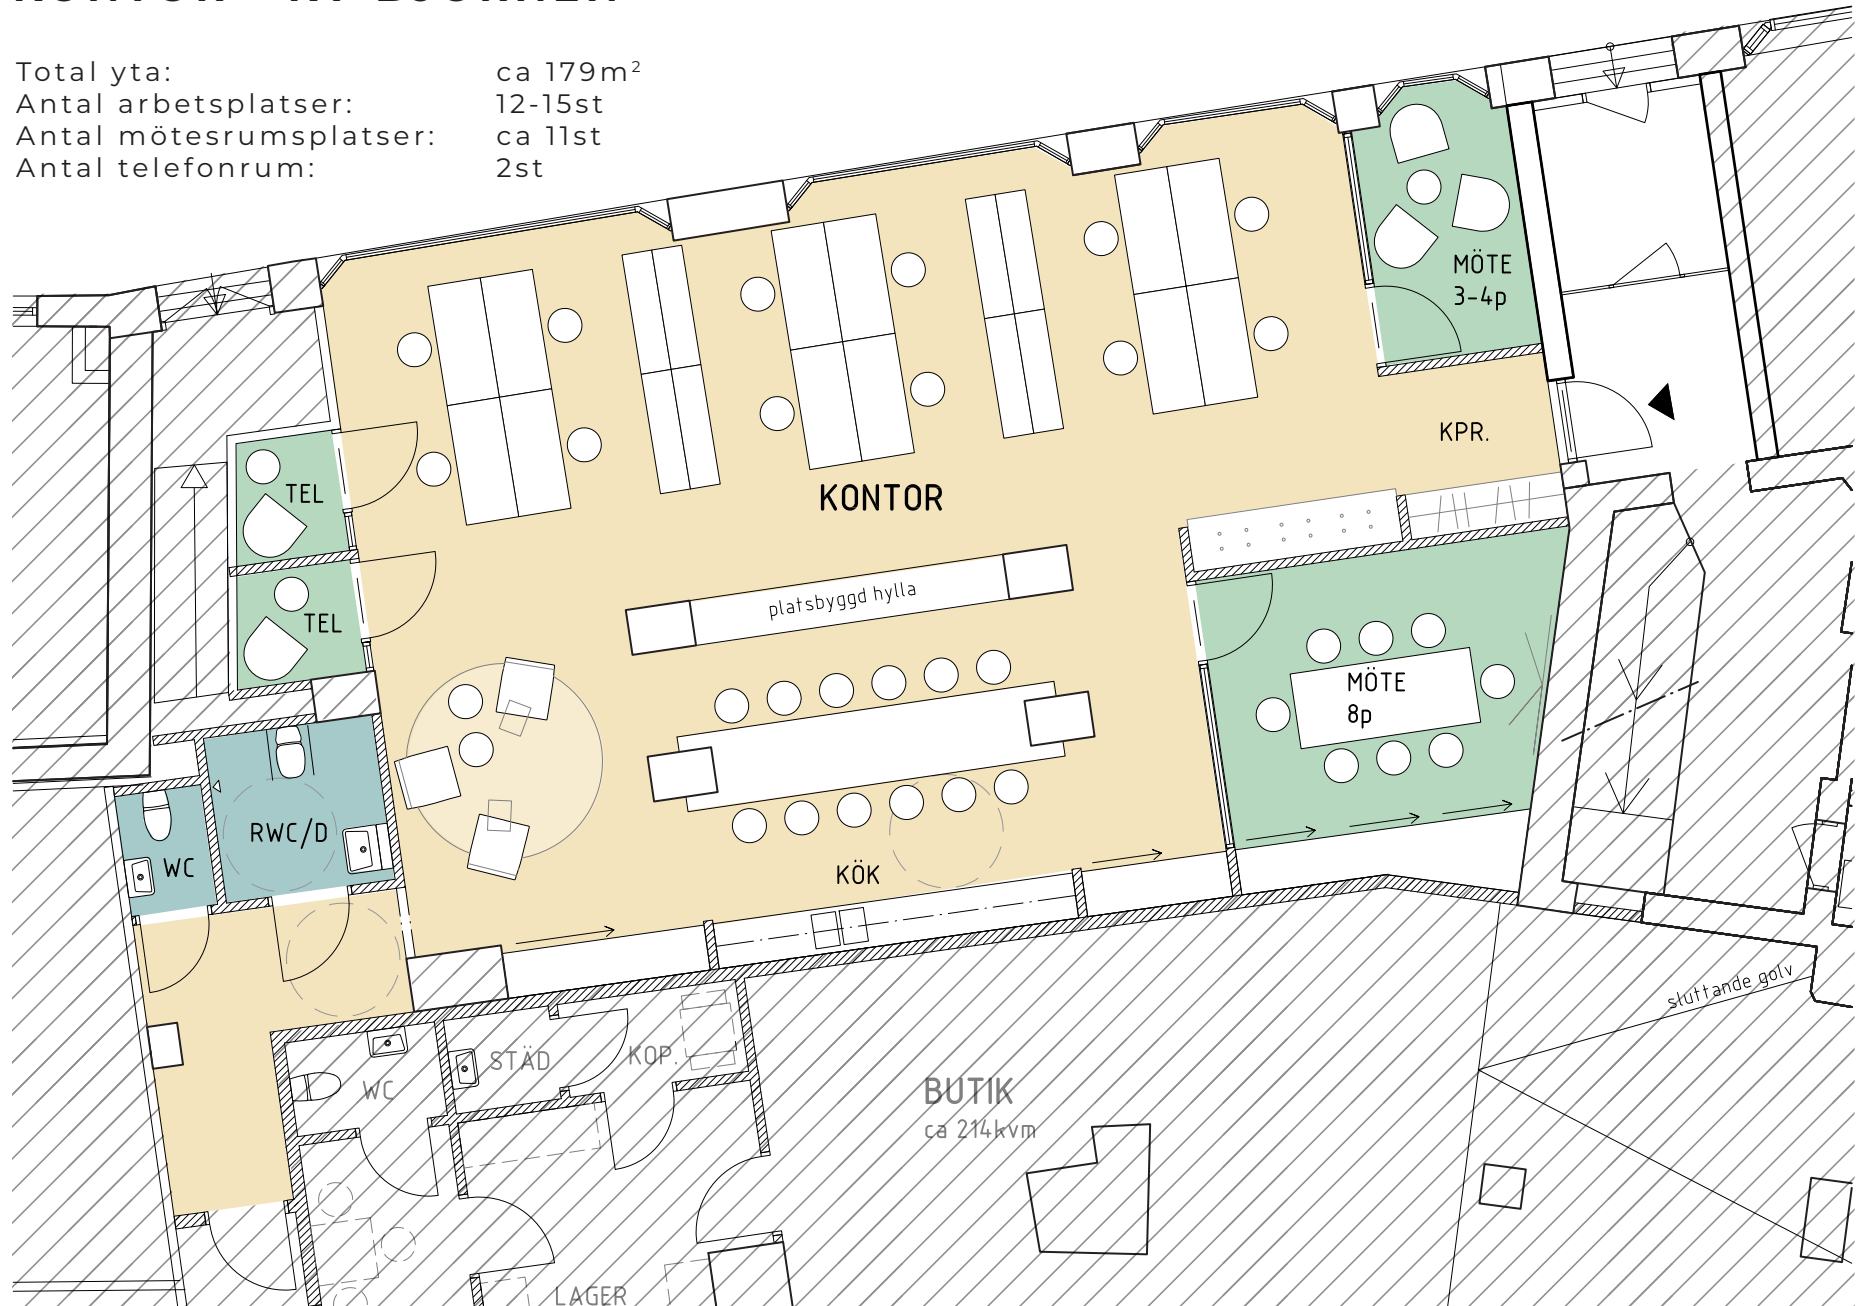 Total yta: ca 179m²
Antal arbetsplatser: 12-15st
Antal mötesrumsplatser: ca 11st
Antal telefonrum: 2st
MÖTE
3-4p
KPR.
KONTOR
TEL
TEL
platsbyggd hylla
MÖTE
8p
RWC/D
WC
KÖK
sluttande golv
STÄD
KOP.
WC
BUTIK
ca 214kvm
LAGER